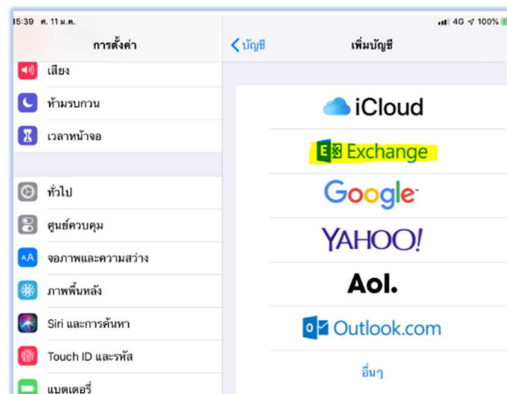 15:39 ศ. 11 ม.ค.
4G 100%
การตั้งค่า
เสียง
ห้ามรบกวน
เวลาหน้าจอ
ทั่วไป
ศูนย์ควบคุม
จอภาพและความสว่าง
ภาพพื้นหลัง
Siri และการค้นหา
Touch ID และรหัส
แบตเตอรี่
บัญชี
เพิ่มบัญชี
iCloud
Exchange
Google
YAHOO!
Aol.
Outlook.com
อื่นๆ